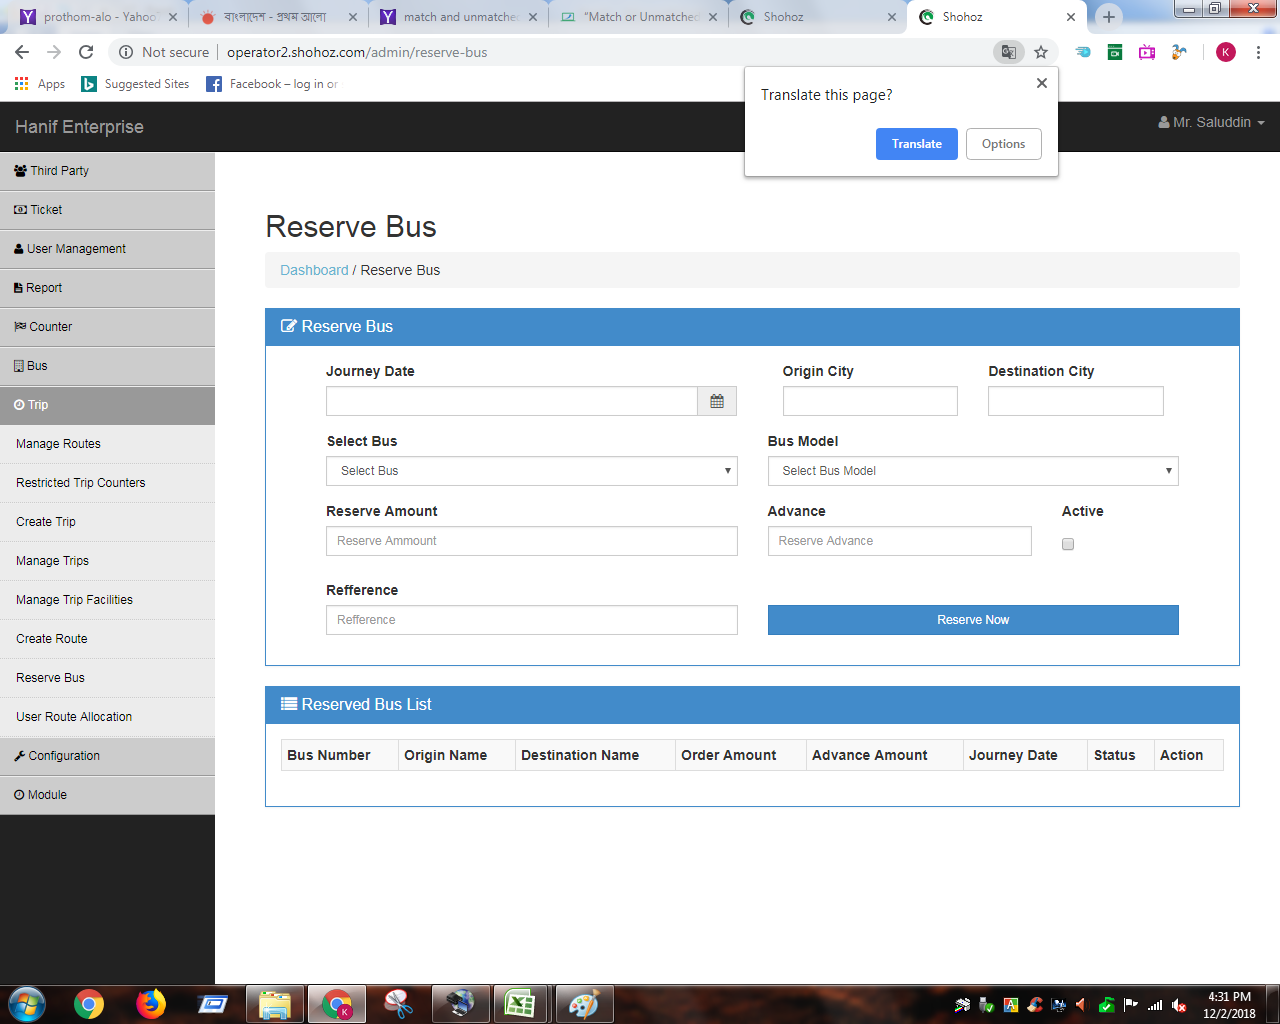 prothom-alo - Yahoo
বাংলাদেশ - প্রথম আলো
match and unmatche
"Match or Unmatched
Shohoz
Shohoz
Not secure
operator2.shohoz.com/admin/reserve-bus
K
Apps
Suggested Sites
Facebook – log in or
Translate this page?
Translate
Options
Hanif Enterprise
Mr. Saluddin
Third Party
Ticket
User Management
Report
Counter
Bus
Trip
Manage Routes
Restricted Trip Counters
Create Trip
Manage Trips
Manage Trip Facilities
Create Route
Reserve Bus
User Route Allocation
Configuration
Module
Reserve Bus
Dashboard / Reserve Bus
Reserve Bus
Journey Date
Origin City
Destination City
Select Bus
Bus Model
Select Bus
Select Bus Model
Reserve Amount
Advance
Active
Reserve Ammount
Reserve Advance
Refference
Refference
Reserve Now
Reserved Bus List
Bus Number
Origin Name
Destination Name
Order Amount
Advance Amount
Journey Date
Status
Action
4:31 PM
12/2/2018